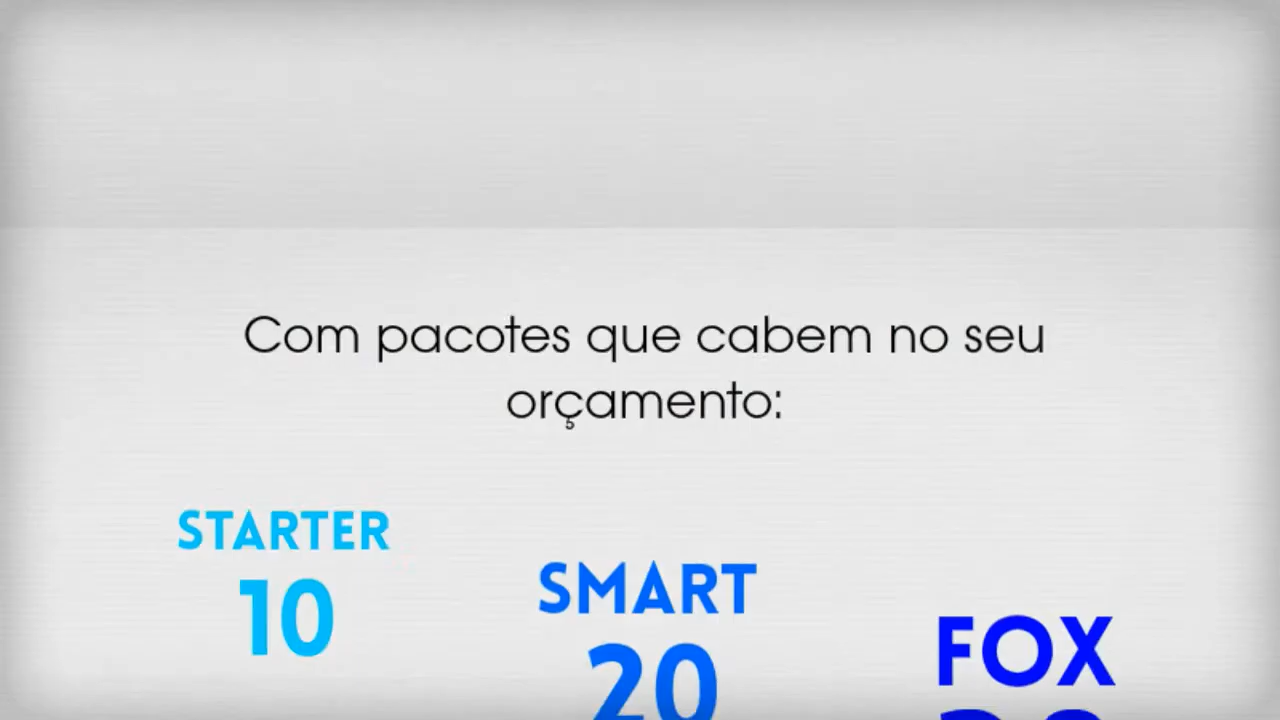 Com pacotes que cabem no seu
orçamento:
STARTER
10
SMART
20
FOX